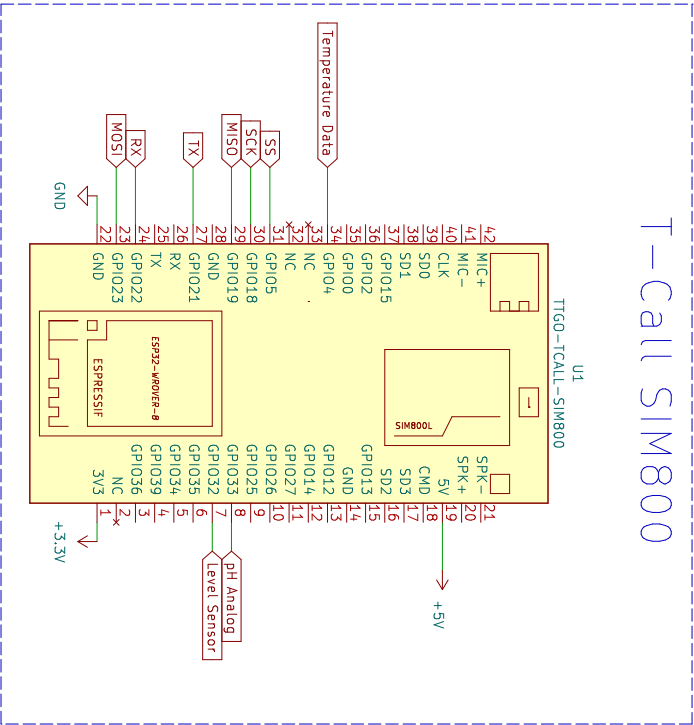 T-Call SIM800
U1
TTGO-TCALL-SIM800
42 MIC+
41 MIC-
40 CLK
39 SD0
38 SD1
37 GPIO15
36 GPIO2
35 GPIO0
Temperature Data 34 GPIO4
33 NC
32 NC
SS 31 GPIO5
SCK 30 GPIO18
MISO 29 GPIO19
28 GND
TX 27 GPIO21
26 RX
25 TX
RX 24 GPIO22
MOSI 23 GPIO23
22 GND
GND
SIM800L
ESP32-WROVER-B
ESPRESSIF
SPK- 21
SPK+ 20
5V 19 +5V
CMD 18
SD3 17
SD2 16
GPIO13 15
GND 14
GPIO12 13
GPIO14 12
GPIO27 11
GPIO26 10
GPIO25 9
GPIO33 8 pH Analog
GPIO32 7 Level Sensor
GPIO35 6
GPIO34 5
GPIO39 4
GPIO36 3
NC 2
3V3 1
+3.3V